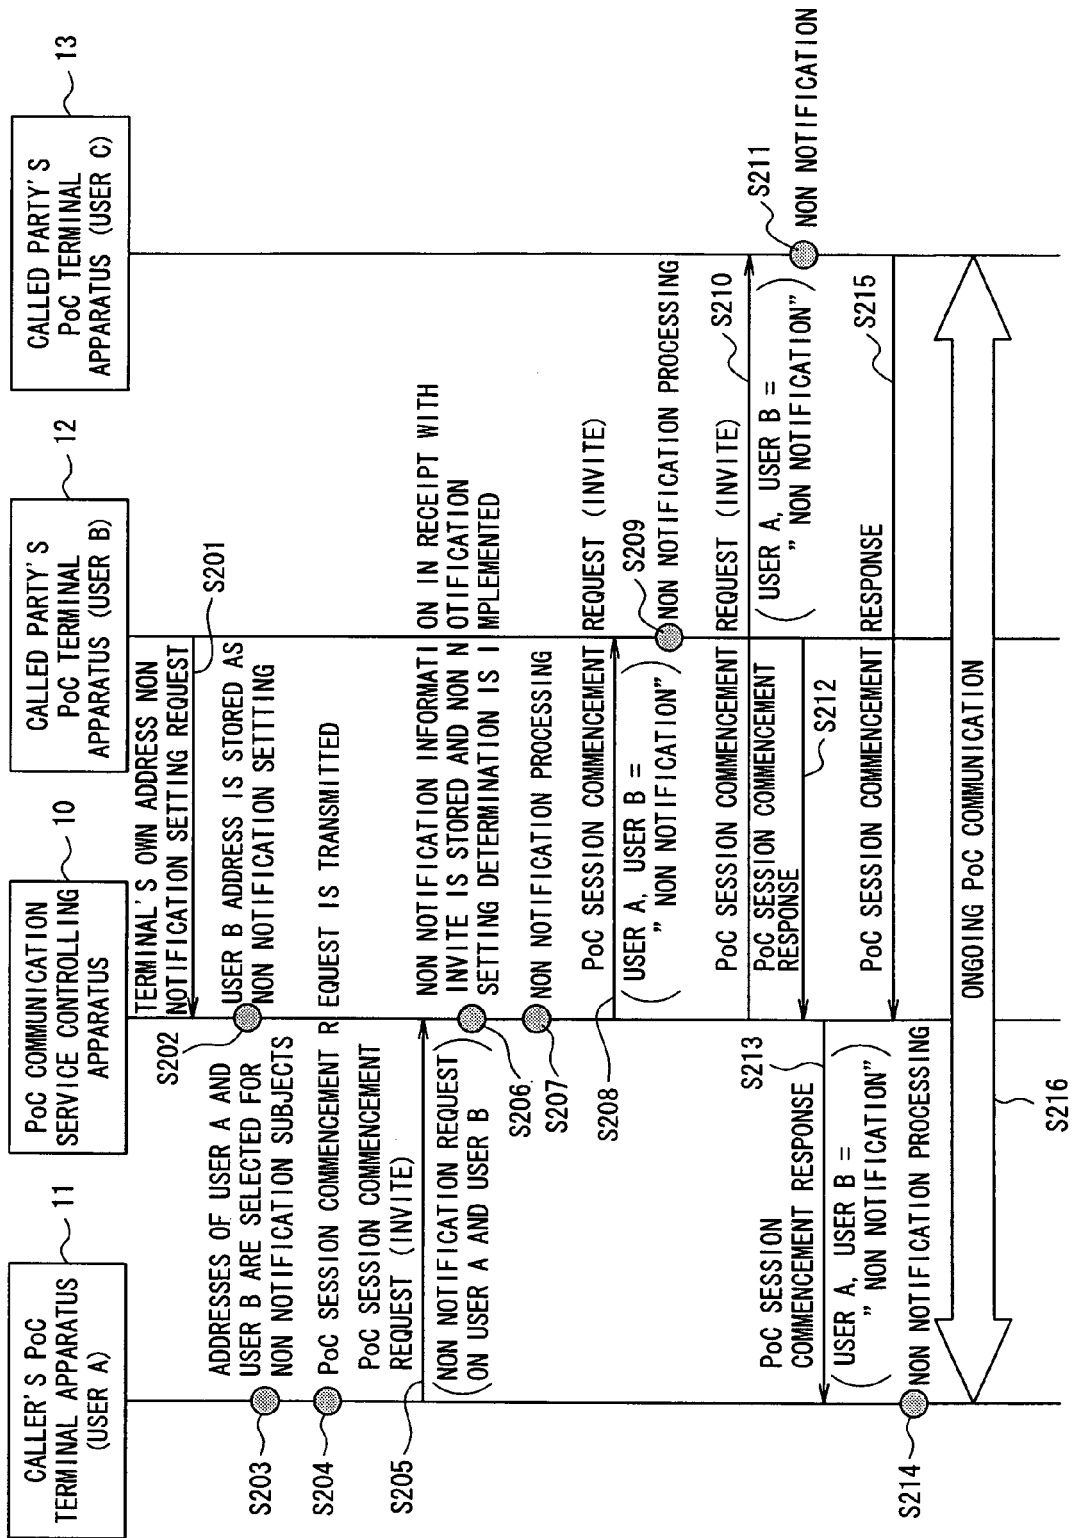 CALLER'S PoC
TERMINAL APPARATUS
(USER A)
11
PoC COMMUNICATION
SERVICE CONTROLLING
APPARATUS
10
CALLED PARTY'S
PoC TERMINAL
APPARATUS (USER B)
12
CALLED PARTY'S
PoC TERMINAL
APPARATUS (USER C)
13
TERMINAL'S OWN ADDRESS NON
NOTIFICATION SETTING REQUEST
S201
S202
USER B ADDRESS IS STORED AS
NON NOTIFICATION SETTING
ADDRESSES OF USER A AND
USER B ARE SELECTED FOR
NON NOTIFICATION SUBJECTS
S203
PoC SESSION COMMENCEMENT R EQUEST IS TRANSMITTED
S204
PoC SESSION COMMENCEMENT
REQUEST (INVITE)
S205
(NON NOTIFICATION REQUEST
ON USER A AND USER B)
NON NOTIFICATION INFORMATI ON IN RECEIPT WITH
INVITE IS STORED AND NON N OTIFICATION
SETTING DETERMINATION IS I MPLEMENTED
S206
NON NOTIFICATION PROCESSING
S207
PoC SESSION COMMENCEMENT REQUEST (INVITE)
S208
(USER A, USER B =
" NON NOTIFICATION")
S209
NON NOTIFICATION PROCESSING
PoC SESSION COMMENCEMENT REQUEST (INVITE)
S210
(USER A, USER B =
" NON NOTIFICATION")
S211
NON NOTIFICATION
PoC SESSION COMMENCEMENT
RESPONSE
S212
PoC SESSION
COMMENCEMENT RESPONSE
S213
(USER A, USER B =
" NON NOTIFICATION")
PoC SESSION COMMENCEMENT RESPONSE
S215
S214
NON NOTIFICATION PROCESSING
ONGOING PoC COMMUNICATION
S216